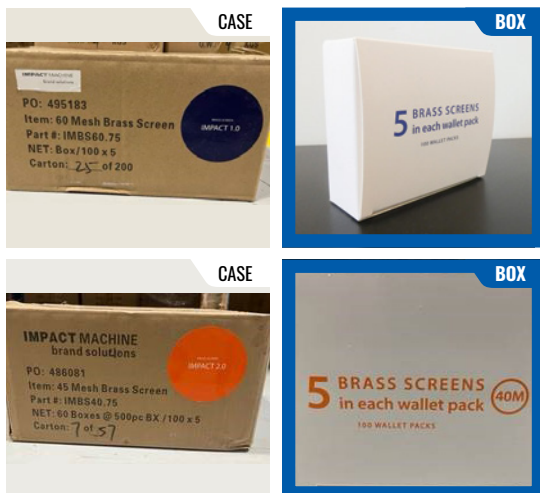 CASE
IMPACT MACHINE
brand solutions
PO: 495183
Item: 60 Mesh Brass Screen
Part #: IMBS60.75
NET: Box/100 x 5
Carton: 25 of 200
IMPACT 1.0
BOX
5 BRASS SCREENS
in each wallet pack
100 WALLET PACKS
CASE
IMPACT MACHINE
brand solutions
PO: 486081
Item: 45 Mesh Brass Screen
Part #: IMBS40.75
NET: 60 Boxes @ 500pc BX /100 x 5
Carton: 7 of 57
IMPACT 2.0
BOX
5 BRASS SCREENS
in each wallet pack
40M
100 WALLET PACKS